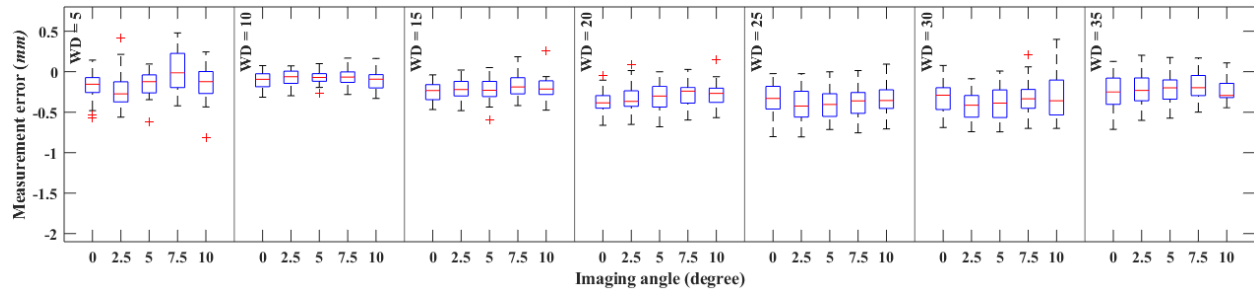 WD = 5
WD = 10
WD = 15
WD = 20
WD = 25
WD = 30
WD = 35
Measurement error (mm)
0.5
0
-0.5
-1
-1.5
-2
0 2.5 5 7.5 10 0 2.5 5 7.5 10 0 2.5 5 7.5 10 0 2.5 5 7.5 10 0 2.5 5 7.5 10 0 2.5 5 7.5 10 0 2.5 5 7.5 10
Imaging angle (degree)